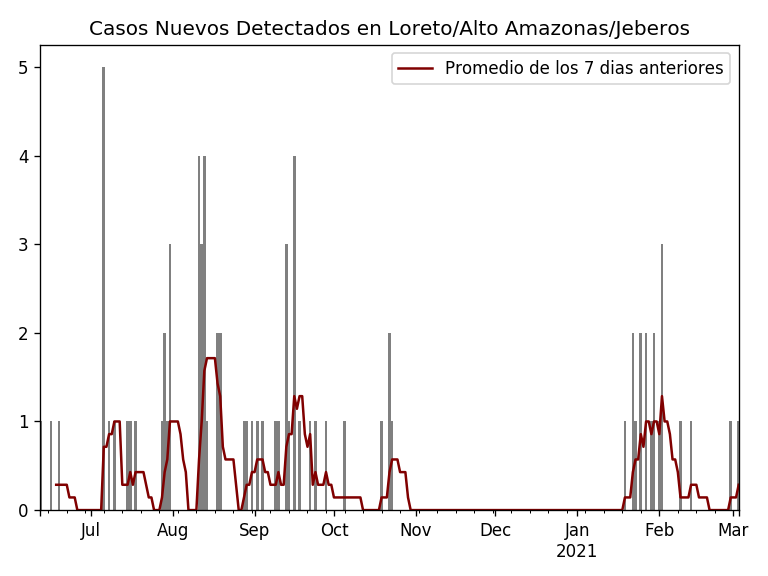 Casos Nuevos Detectados en Loreto/Alto Amazonas/Jeberos
Promedio de los 7 dias anteriores
5
4
3
2
1
0
Jul Aug Sep Oct Nov Dec Jan Feb Mar
2021